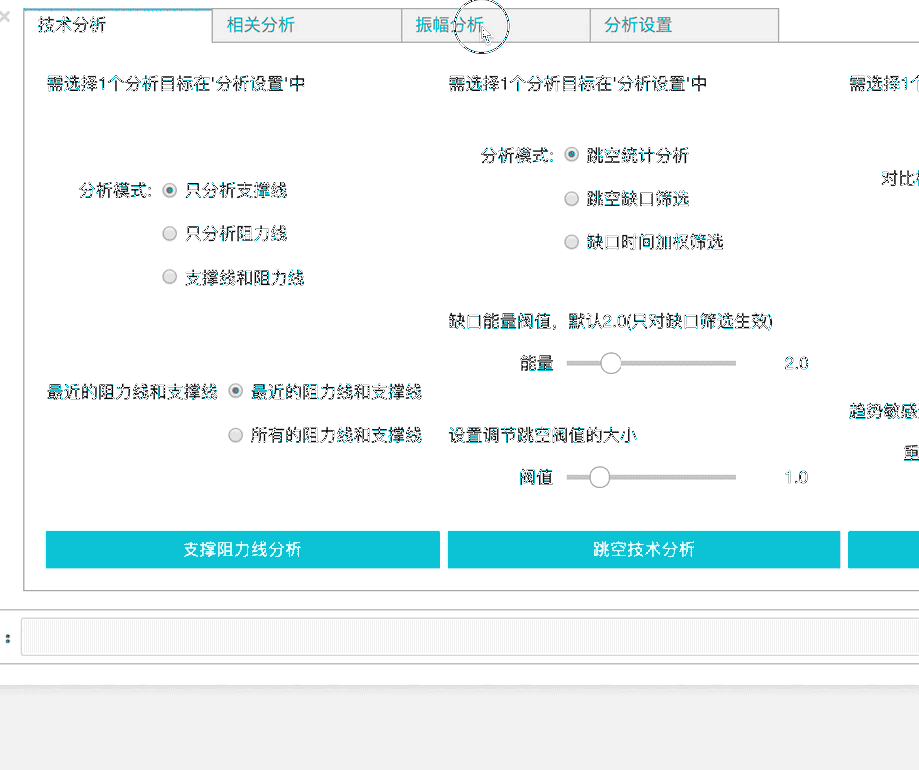 技术分析
相关分析
振幅分析
分析设置
需选择1个分析目标在'分析设置'中
分析模式:
只分析支撑线
只分析阻力线
支撑线和阻力线
最近的阻力线和支撑线
最近的阻力线和支撑线
所有的阻力线和支撑线
支撑阻力线分析
需选择1个分析目标在'分析设置'中
分析模式:
跳空统计分析
跳空缺口筛选
缺口时间加权筛选
缺口能量阀值，默认2.0(只对缺口筛选生效)
能量 2.0
设置调节跳空阀值的大小
阀值 1.0
跳空技术分析
需选择1个
对比
趋势敏感
: